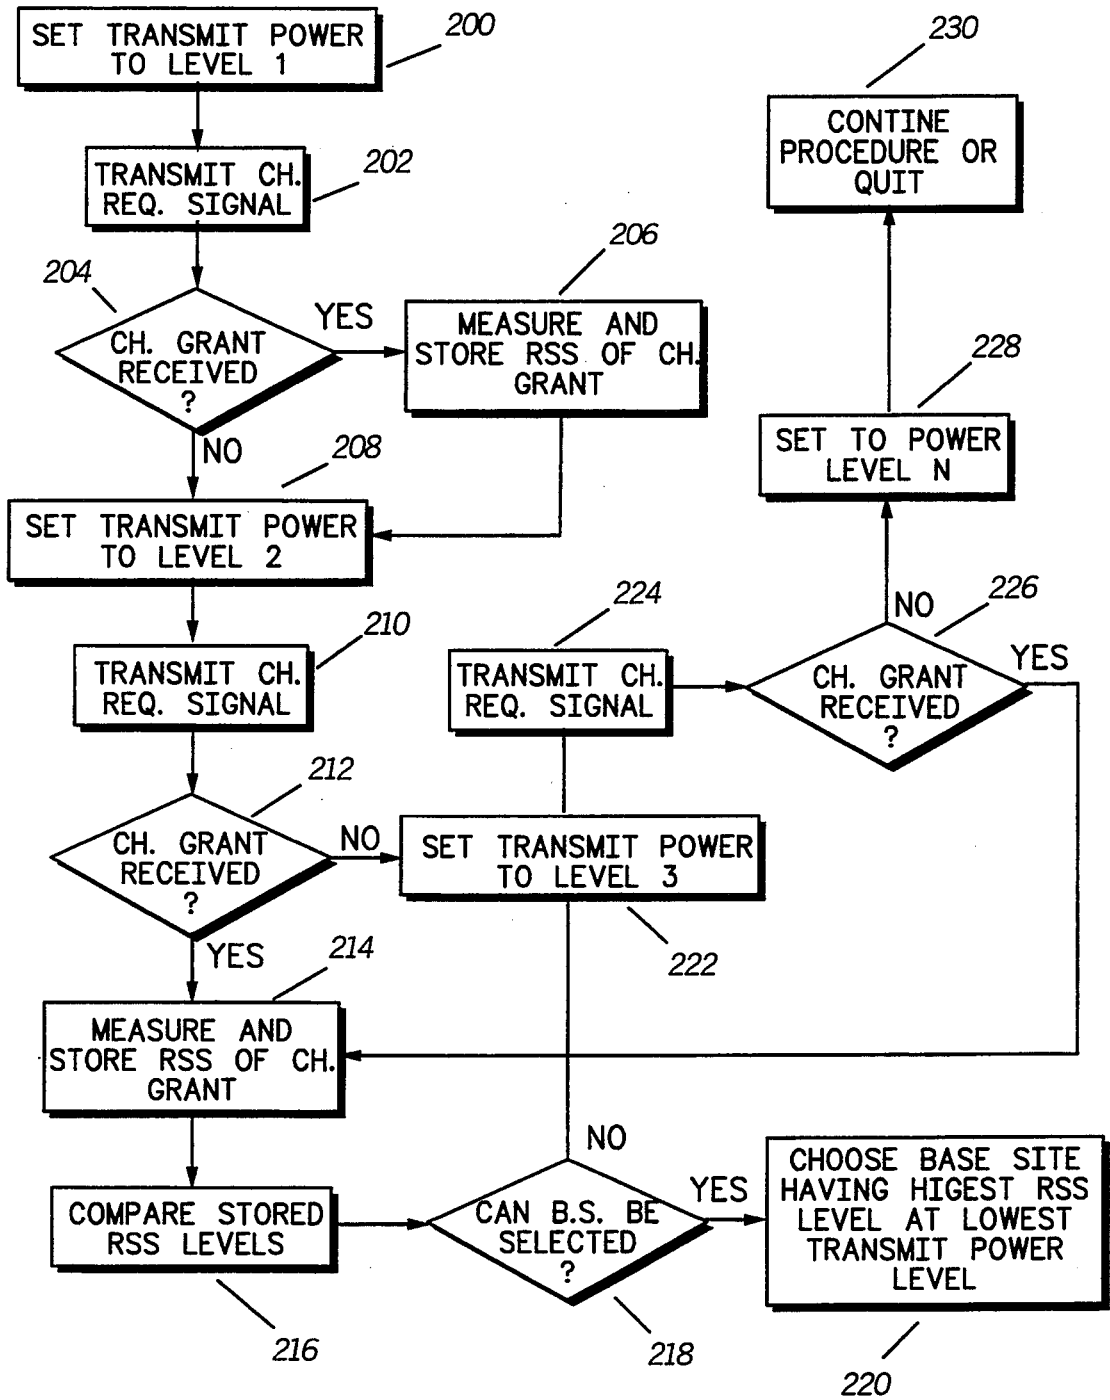 200
SET TRANSMIT POWER
TO LEVEL 1
202
TRANSMIT CH.
REQ. SIGNAL
204
CH. GRANT
RECEIVED
?
YES
NO
206
MEASURE AND
STORE RSS OF CH.
GRANT
208
SET TRANSMIT POWER
TO LEVEL 2
210
TRANSMIT CH.
REQ. SIGNAL
212
CH. GRANT
RECEIVED
?
NO
YES
214
MEASURE AND
STORE RSS OF CH.
GRANT
COMPARE STORED
RSS LEVELS
216
CAN B.S. BE
SELECTED
?
218
NO
YES
CHOOSE BASE SITE
HAVING HIGEST RSS
LEVEL AT LOWEST
TRANSMIT POWER
LEVEL
220
SET TRANSMIT POWER
TO LEVEL 3
222
224
TRANSMIT CH.
REQ. SIGNAL
226
CH. GRANT
RECEIVED
?
NO
YES
228
SET TO POWER
LEVEL N
230
CONTINE
PROCEDURE OR
QUIT